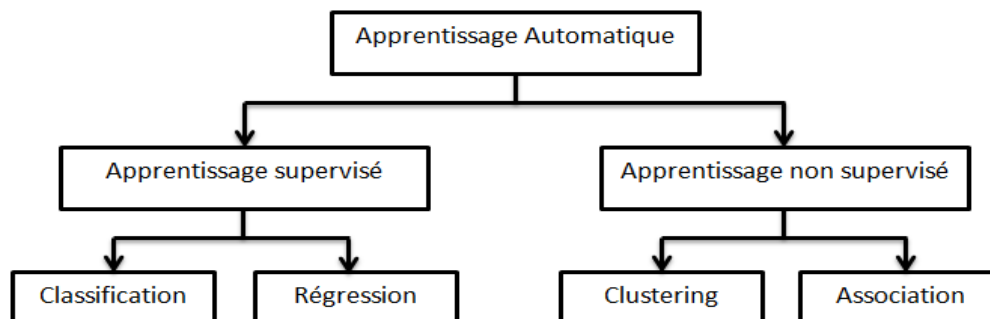 Apprentissage Automatique
Apprentissage supervisé
Apprentissage non supervisé
Classification
Régression
Clustering
Association